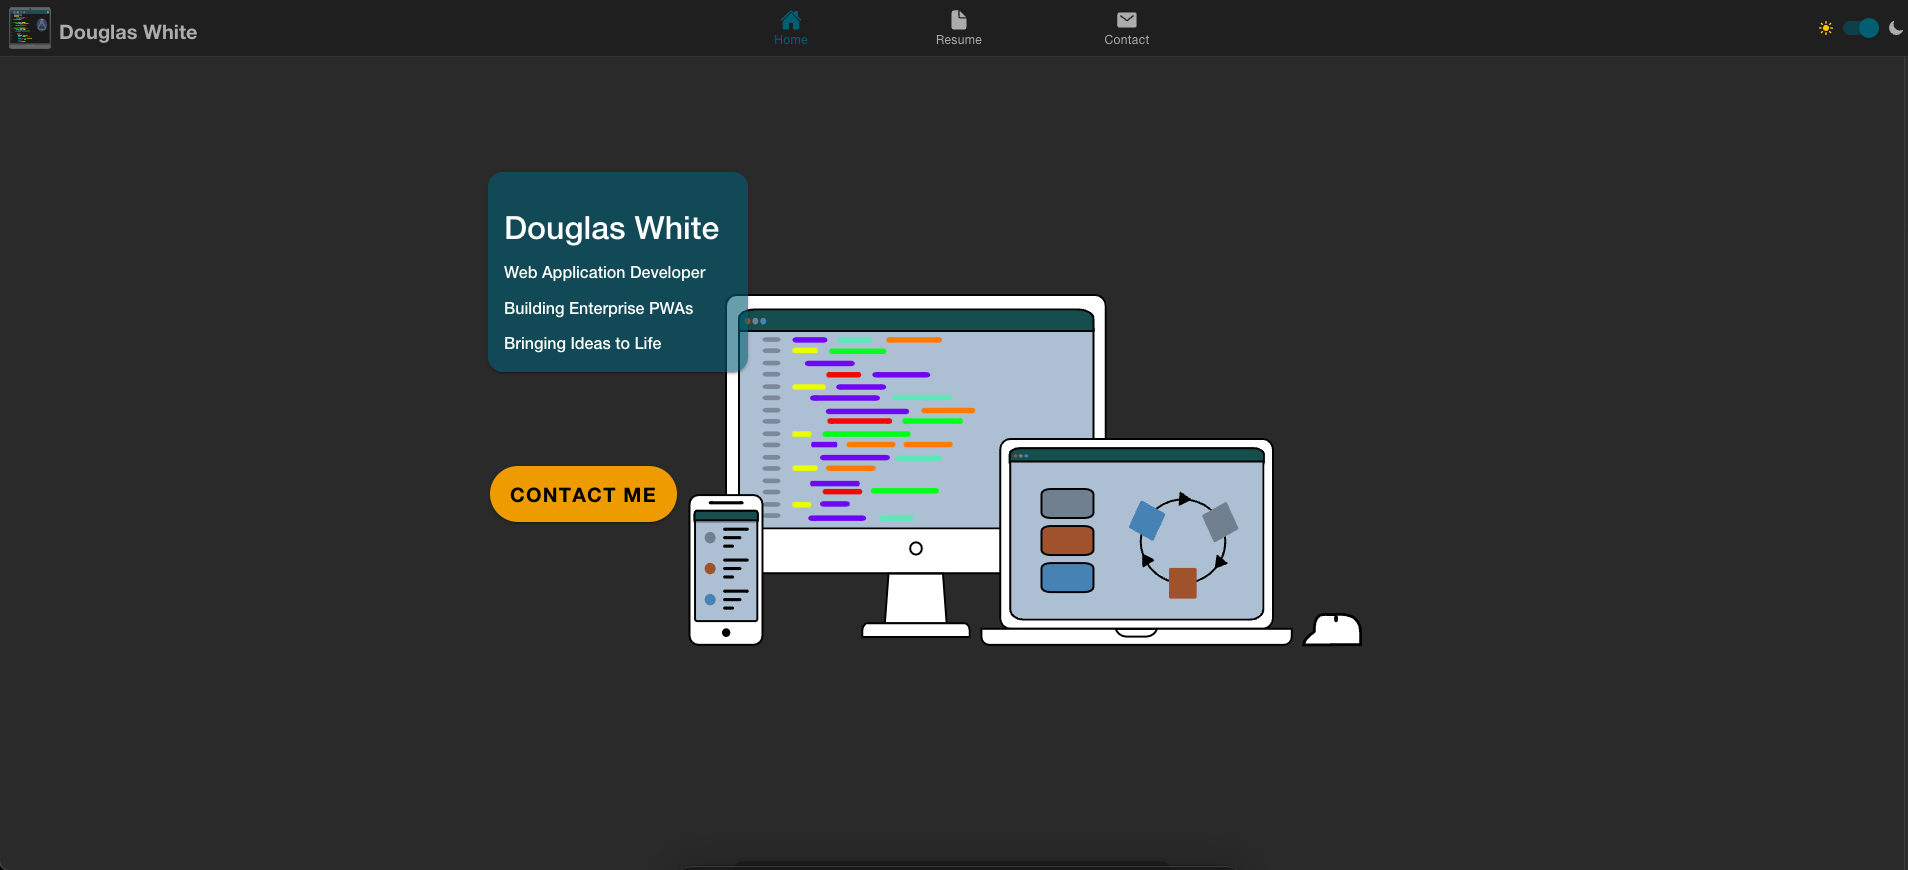 Douglas White
Home
Resume
Contact
Douglas White
Web Application Developer
Building Enterprise PWAs
Bringing Ideas to Life
CONTACT ME